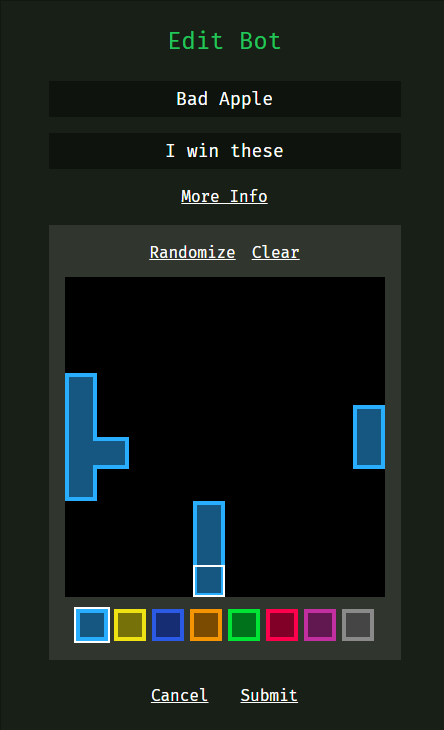 Edit Bot
Bad Apple
I win these
More Info
Randomize Clear
Cancel Submit